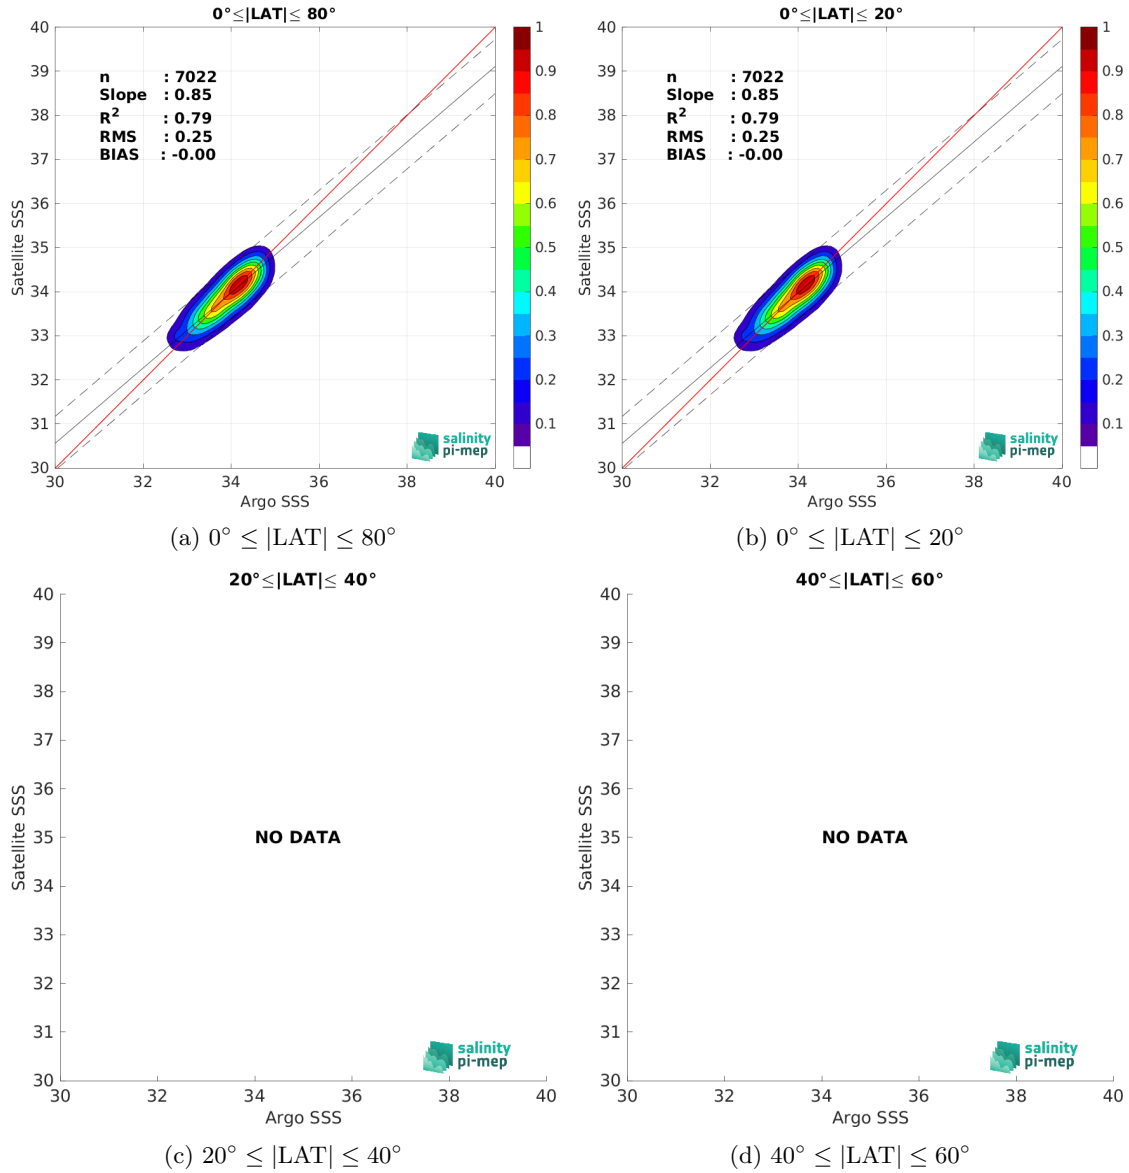 0°≤|LAT|≤ 80°
40
39
38
37
36
35
34
33
32
31
30
Satellite SSS
n : 7022
Slope : 0.85
R² : 0.79
RMS : 0.25
BIAS : -0.00
salinity
pi-mep
30 32 34 36 38 40
Argo SSS
1
0.9
0.8
0.7
0.6
0.5
0.4
0.3
0.2
0.1
(a) 0° ≤ |LAT| ≤ 80°
0°≤|LAT|≤ 20°
40
39
38
37
36
35
34
33
32
31
30
Satellite SSS
n : 7022
Slope : 0.85
R² : 0.79
RMS : 0.25
BIAS : -0.00
salinity
pi-mep
30 32 34 36 38 40
Argo SSS
1
0.9
0.8
0.7
0.6
0.5
0.4
0.3
0.2
0.1
(b) 0° ≤ |LAT| ≤ 20°
20°≤|LAT|≤ 40°
40
39
38
37
36
35
34
33
32
31
30
Satellite SSS
NO DATA
salinity
pi-mep
30 32 34 36 38 40
Argo SSS
(c) 20° ≤ |LAT| ≤ 40°
40°≤|LAT|≤ 60°
40
39
38
37
36
35
34
33
32
31
30
Satellite SSS
NO DATA
salinity
pi-mep
30 32 34 36 38 40
Argo SSS
(d) 40° ≤ |LAT| ≤ 60°